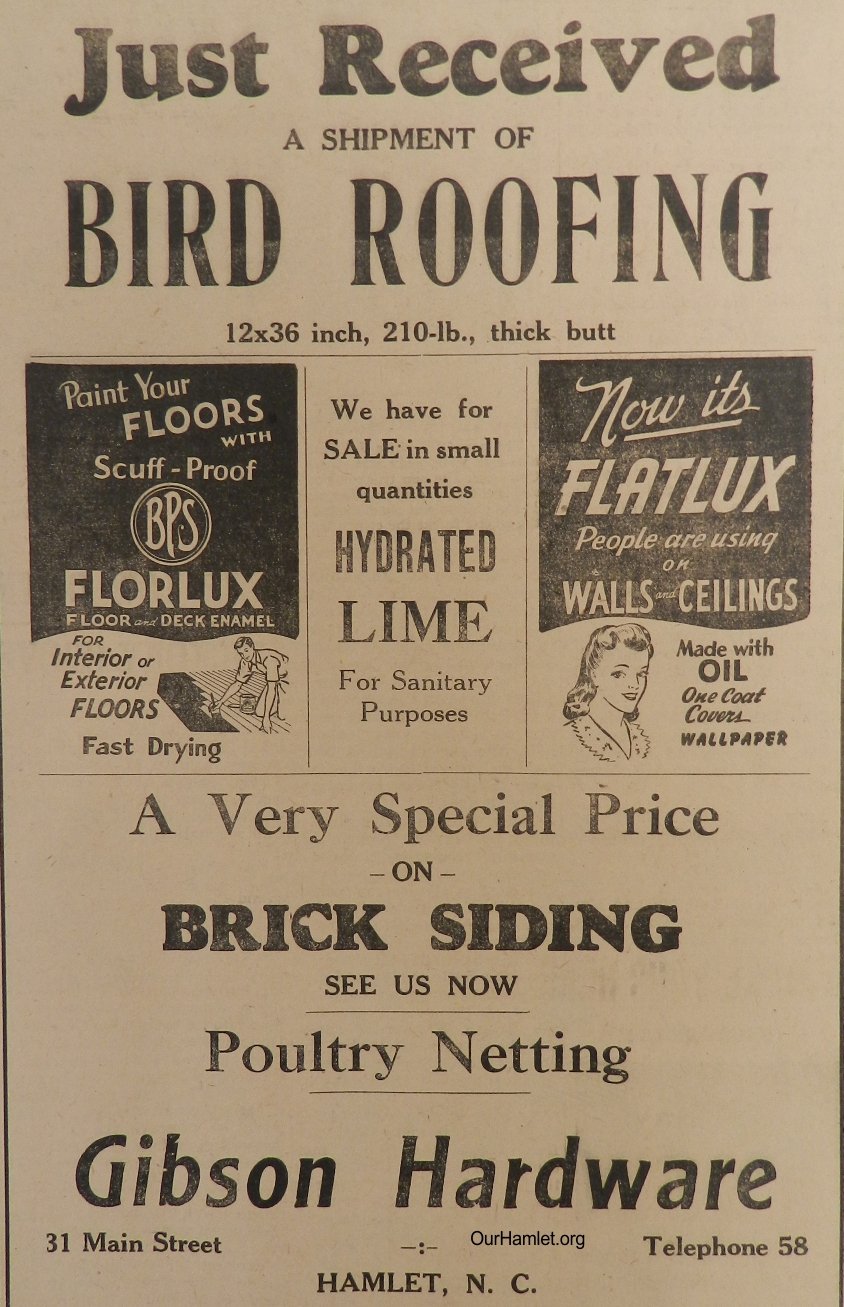 Just Received
A SHIPMENT OF
BIRD ROOFING
12x36 inch, 210-lb., thick butt
Paint Your
FLOORS
WITH
Scuff-Proof
BPS
FLORLUX
FLOOR and DECK ENAMEL
FOR
Interior or
Exterior
FLOORS
Fast Drying
We have for
SALE in small
quantities
HYDRATED
LIME
For Sanitary
Purposes
Now its
FLATLUX
People are using
on
WALLS and CEILINGS
Made with
OIL
One Coat
Covers
WALLPAPER
A Very Special Price
- ON -
BRICK SIDING
SEE US NOW
Poultry Netting
Gibson Hardware
31 Main Street -:- OurHamlet.org Telephone 58
HAMLET, N. C.